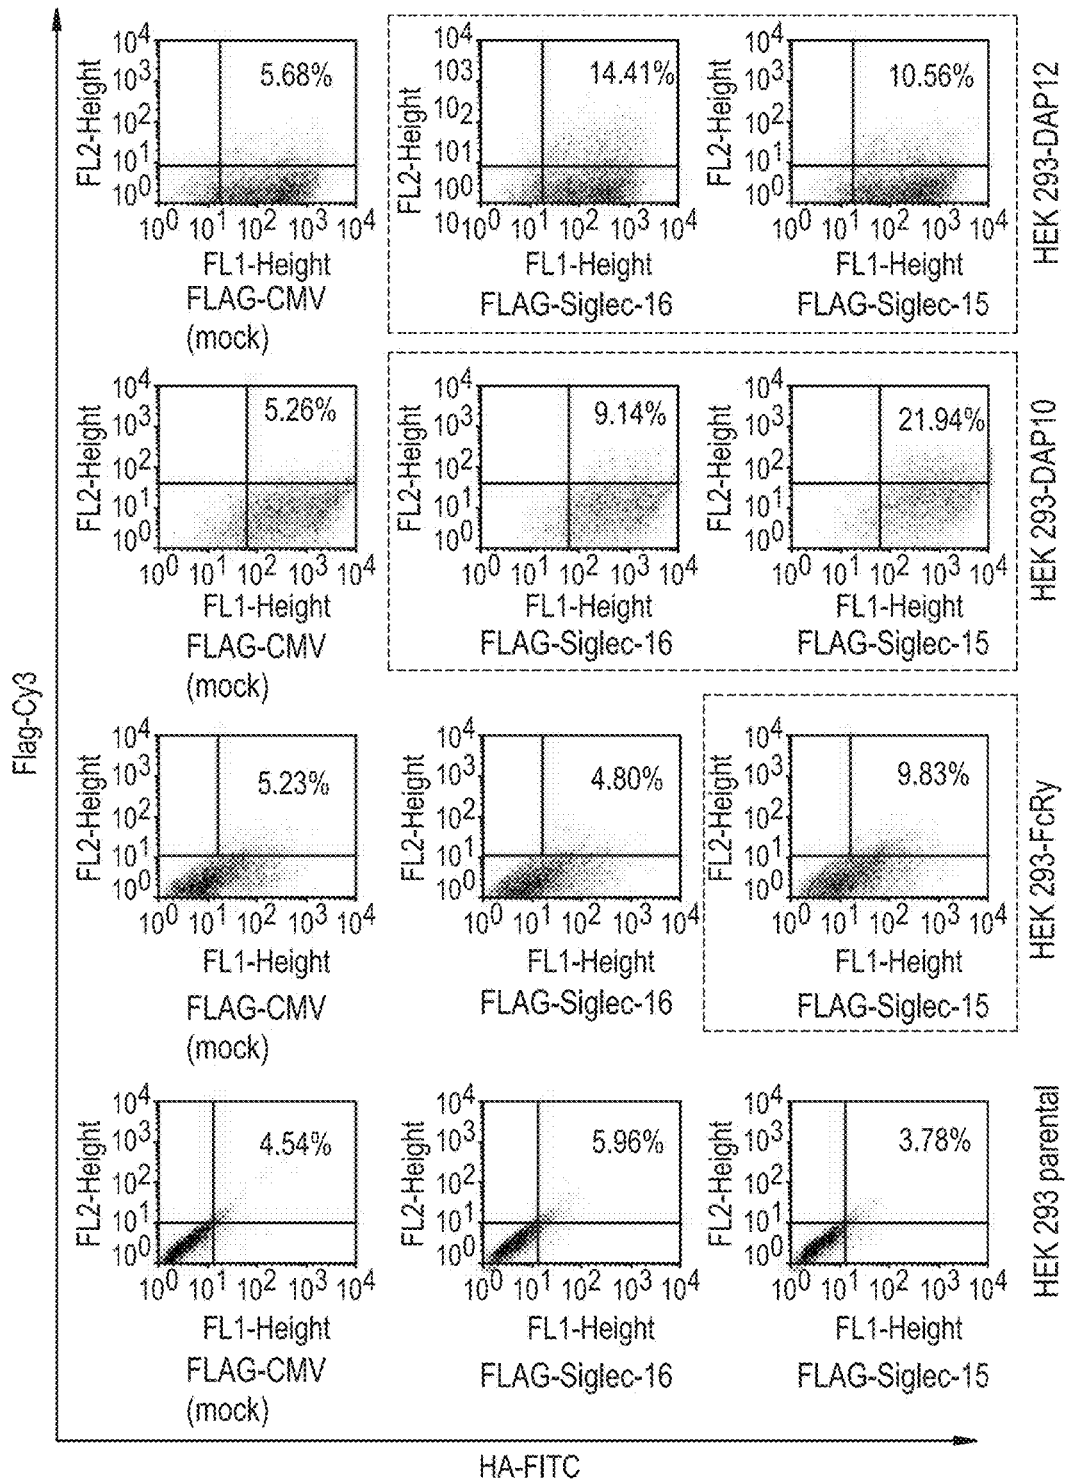 Flag-Cy3
HA-FITC
HEK 293-DAP12
FL2-Height
10⁴
10³
10²
10¹
10⁰
5.68%
10⁰ 10¹ 10² 10³ 10⁴
FL1-Height
FLAG-CMV
(mock)
FL2-Height
10⁴
103
102
101
10⁰
14.41%
10⁰ 10¹ 10² 10³ 10⁴
FL1-Height
FLAG-Siglec-16
FL2-Height
10⁴
10³
10²
10¹
10⁰
10.56%
10⁰ 10¹ 10² 10³ 10⁴
FL1-Height
FLAG-Siglec-15
HEK 293-DAP10
FL2-Height
10⁴
10³
10²
10¹
10⁰
5.26%
10⁰ 10¹ 10² 10³ 10⁴
FL1-Height
FLAG-CMV
(mock)
FL2-Height
10⁴
10³
10²
10¹
10⁰
9.14%
10⁰ 10¹ 10² 10³ 10⁴
FL1-Height
FLAG-Siglec-16
FL2-Height
10⁴
10³
10²
10¹
10⁰
21.94%
10⁰ 10¹ 10² 10³ 10⁴
FL1-Height
FLAG-Siglec-15
HEK 293-FcRy
FL2-Height
10⁴
10³
10²
10¹
10⁰
5.23%
10⁰ 10¹ 10² 10³ 10⁴
FL1-Height
FLAG-CMV
(mock)
FL2-Height
10⁴
10³
10²
10¹
10⁰
4.80%
10⁰ 10¹ 10² 10³ 10⁴
FL1-Height
FLAG-Siglec-16
FL2-Height
10⁴
10³
10²
10¹
10⁰
9.83%
10⁰ 10¹ 10² 10³ 10⁴
FL1-Height
FLAG-Siglec-15
HEK 293 parental
FL2-Height
10⁴
10³
10²
10¹
10⁰
4.54%
10⁰ 10¹ 10² 10³ 10⁴
FL1-Height
FLAG-CMV
(mock)
FL2-Height
10⁴
10³
10²
10¹
10⁰
5.96%
10⁰ 10¹ 10² 10³ 10⁴
FL1-Height
FLAG-Siglec-16
FL2-Height
10⁴
10³
10²
10¹
10⁰
3.78%
10⁰ 10¹ 10² 10³ 10⁴
FL1-Height
FLAG-Siglec-15